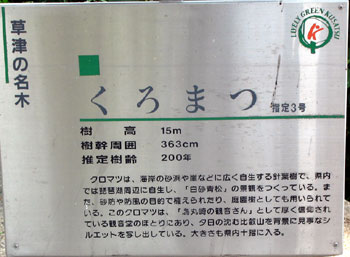 LIVELY GREEN KUSATSU
草津の名木
くろまつ 指定3号
樹高 15m
樹幹周囲 363cm
推定樹齢 200年
クロマツは、海岸の砂浜や崖などに広く自生する針葉樹で、県内
では琵琶湖周辺に自生し、「白砂青松」の景観をつくっている。ま
た、砂防や防風の目的で植えられたり、庭園樹としても用いられて
いる。このクロマツは、「丸崎の観音さん」として厚く信仰され
ている観音堂のほとりにあり、夕日の沈む比叡山を背景に見事なシ
ルエットを写し出している。大きさも県内十指に入る。